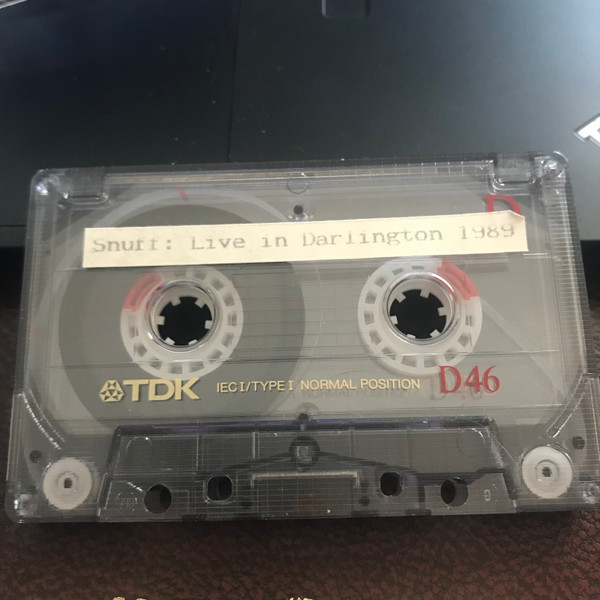 D
Snuff: Live in Darlington 1989
TDK IEC I/TYPE I NORMAL POSITION D46